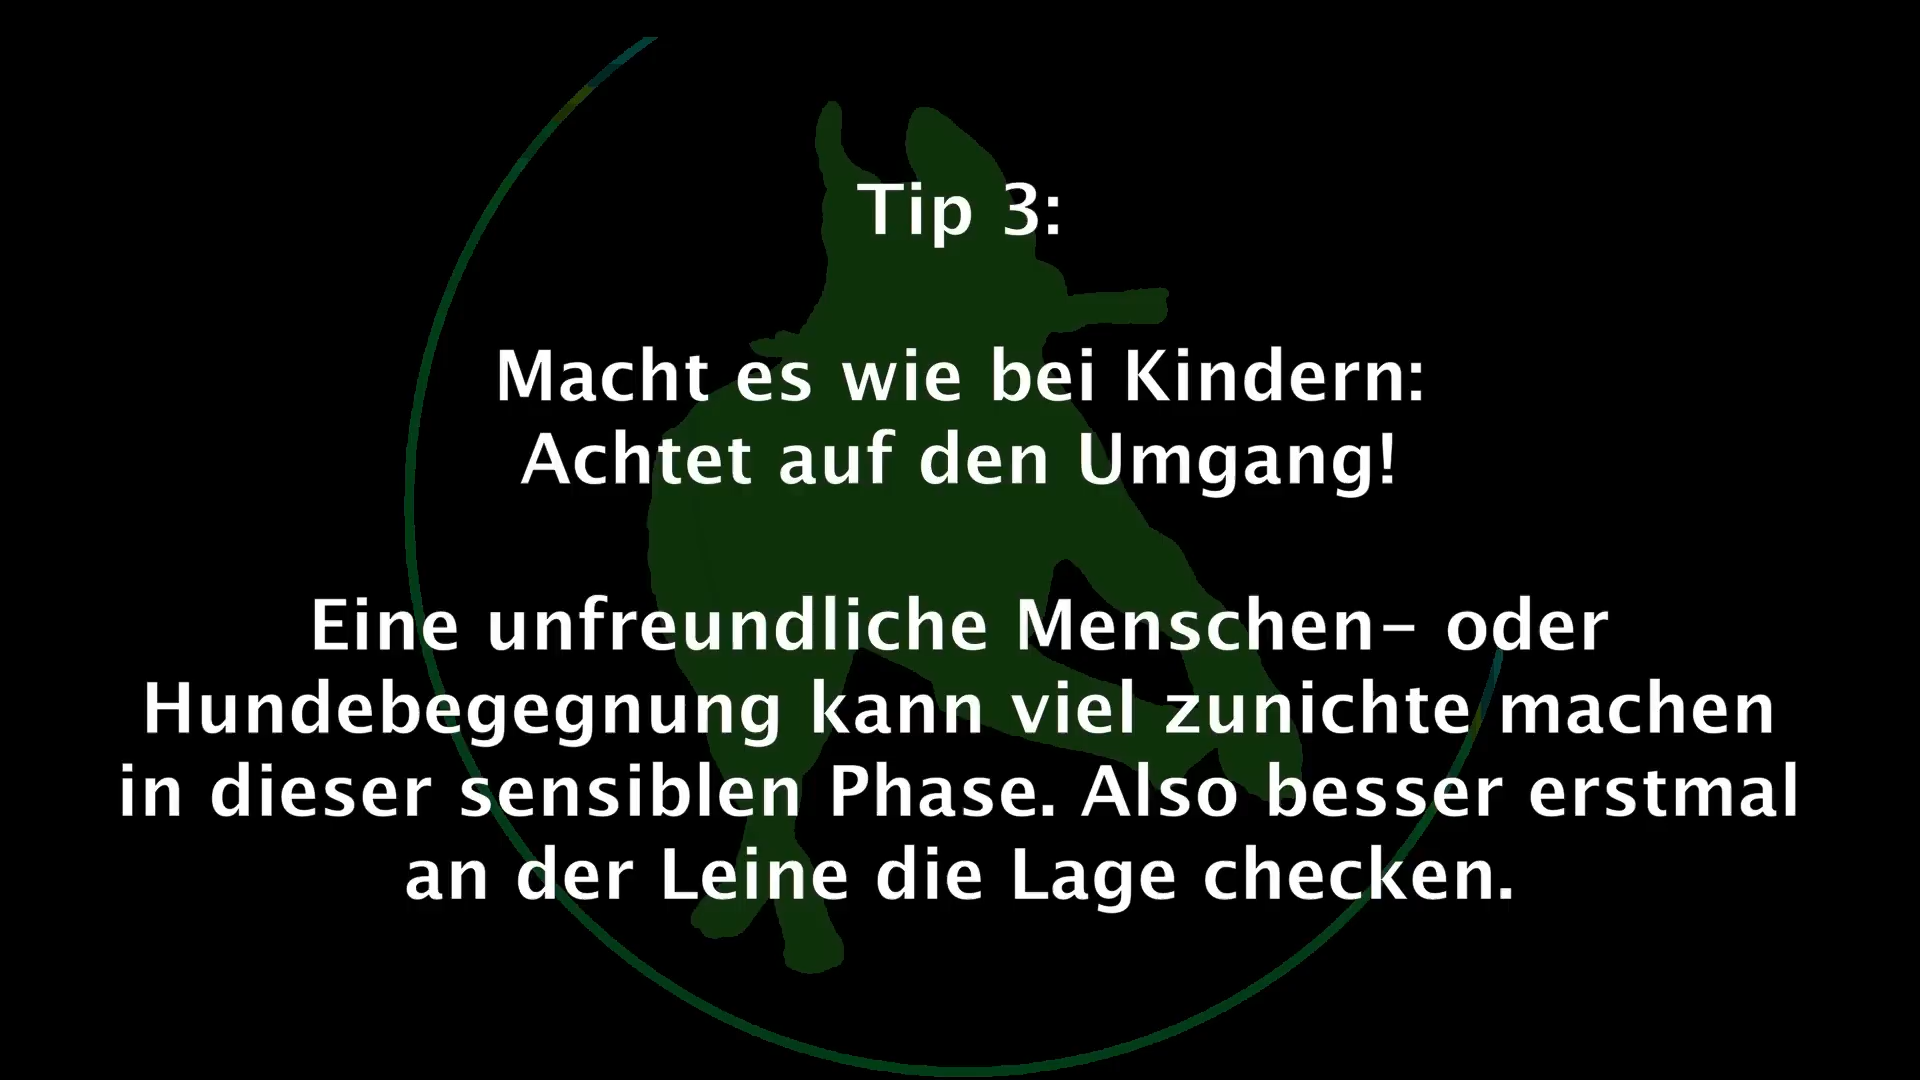 Tip 3:
Macht es wie bei Kindern:
Achtet auf den Umgang!
Eine unfreundliche Menschen- oder
Hundebegegnung kann viel zunichte machen
in dieser sensiblen Phase. Also besser erstmal
an der Leine die Lage checken.